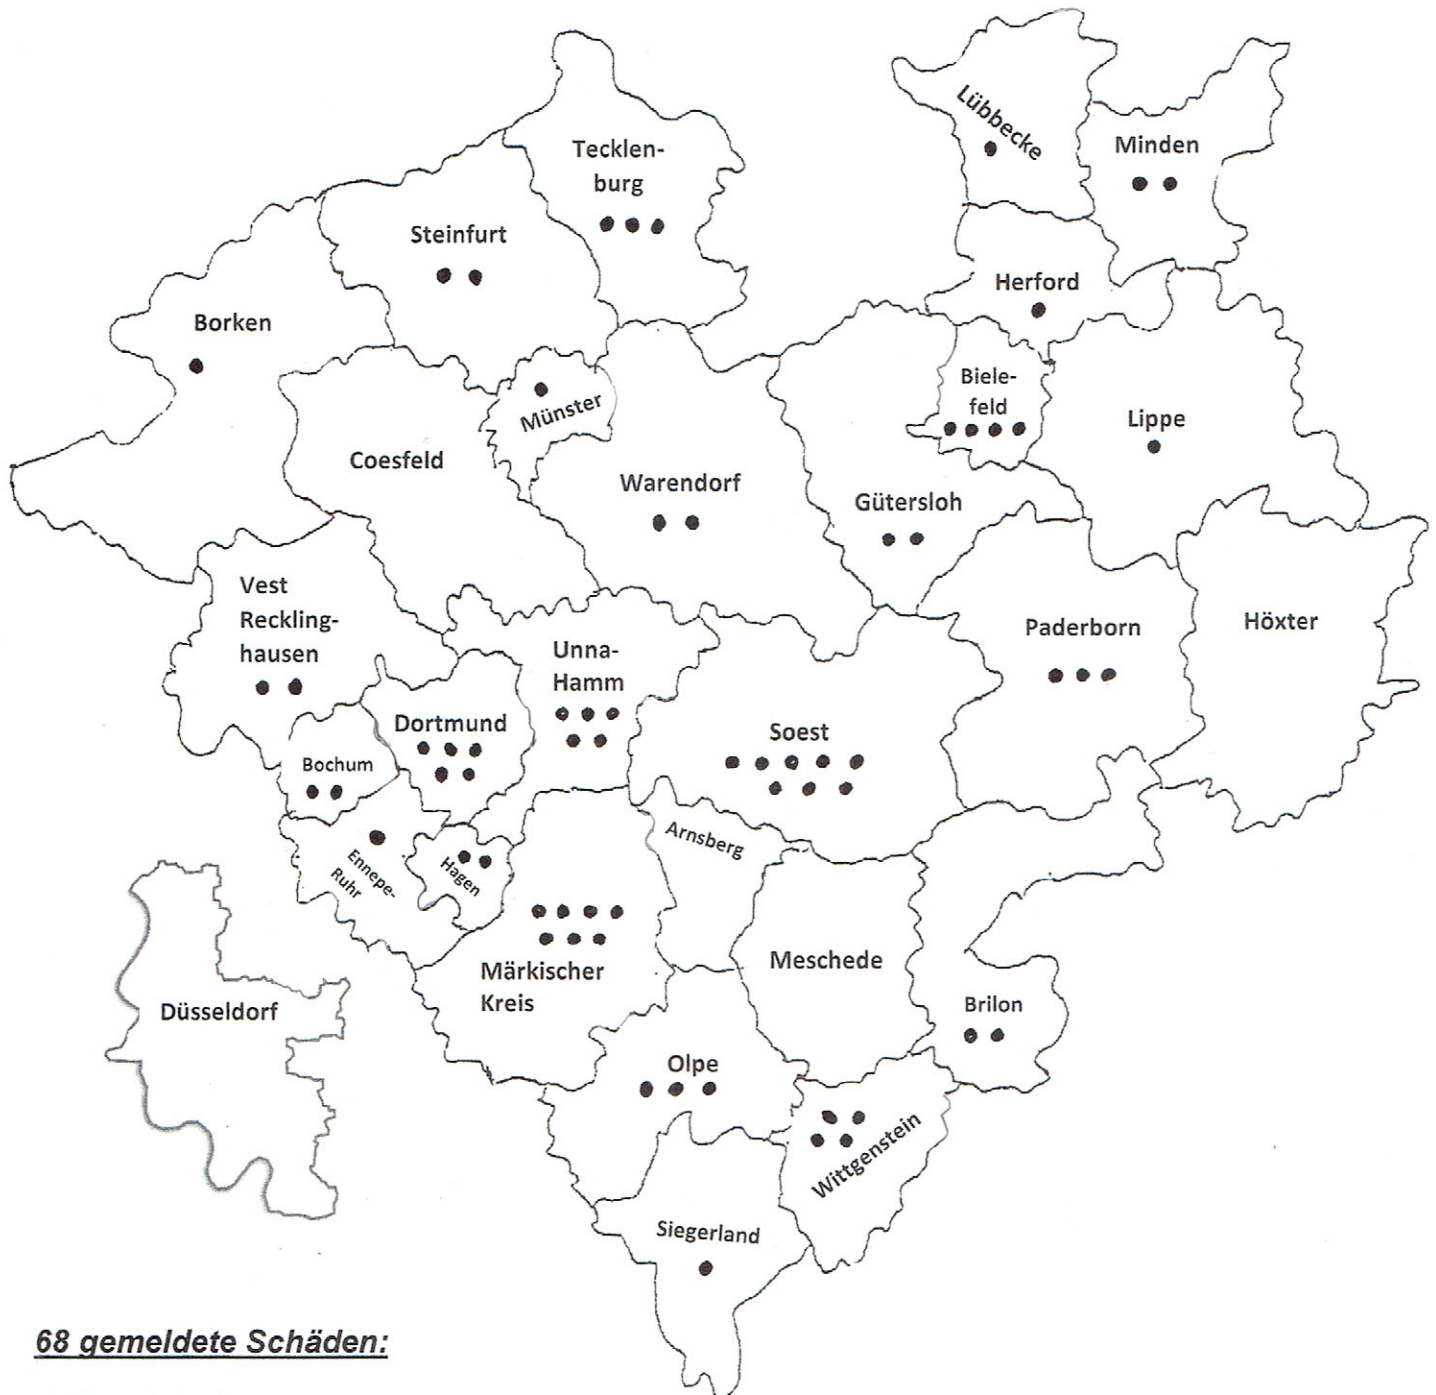 Lübbecke
Minden
Tecklen-
burg
Steinfurt
Herford
Borken
Biele-
feld
Lippe
Münster
Coesfeld
Warendorf
Gütersloh
Vest
Reckling-
hausen
Unna-
Hamm
Paderborn
Höxter
Dortmund
Soest
Bochum
Arnsberg
Ennepe-
Ruhr
Hagen
Märkischer
Kreis
Meschede
Düsseldorf
Brilon
Olpe
Wittgenstein
Siegerland
68 gemeldete Schäden: